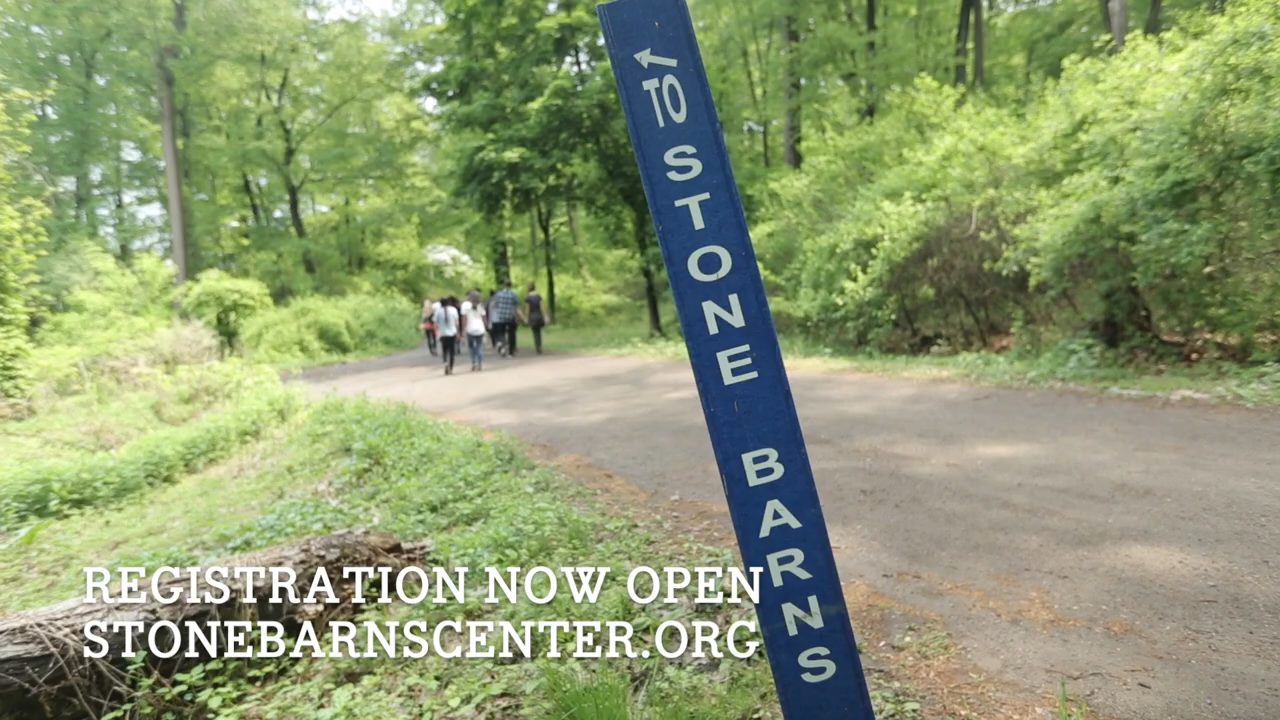 TO
STONE
BARNS
REGISTRATION NOW OPEN
STONEBARNSCENTER.ORG